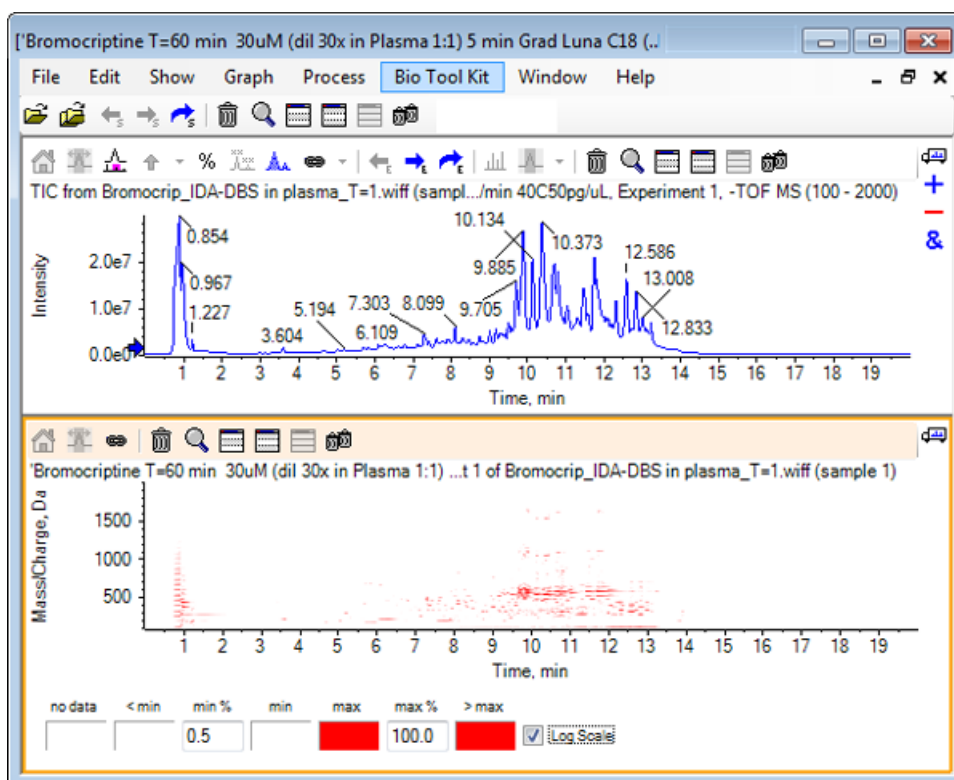 ['Bromocriptine T=60 min 30uM (dil 30x in Plasma 1:1) 5 min Grad Luna C18 (..
File Edit Show Graph Process Bio Tool Kit Window Help
%
TIC from Bromocrip_IDA-DBS in plasma_T=1.wiff (sampl.../min 40C50pg/uL, Experiment 1, -TOF MS (100 - 2000)
Intensity
2.0e7
1.0e7
0.0e0
0.854
0.967
1.227
3.604
5.194
6.109
7.303
8.099
9.705
9.885
10.134
10.373
12.586
13.008
12.833
1 2 3 4 5 6 7 8 9 10 11 12 13 14 15 16 17 18 19
Time, min
'Bromocriptine T=60 min 30uM (dil 30x in Plasma 1:1) ...t 1 of Bromocrip_IDA-DBS in plasma_T=1.wiff (sample 1)
Mass/Charge, Da
1500
1000
500
1 2 3 4 5 6 7 8 9 10 11 12 13 14 15 16 17 18 19
Time, min
no data < min min % min max max % > max
0.5 100.0 Log Scale